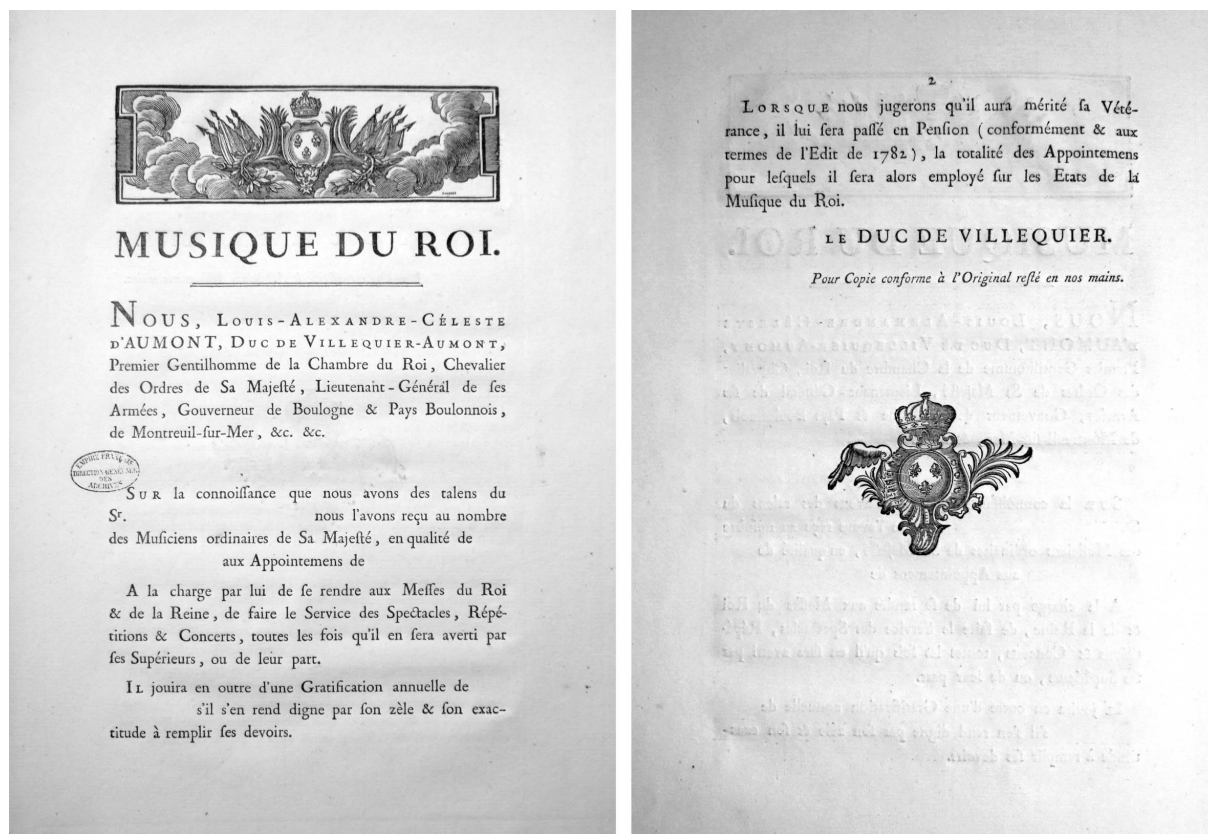 MUSIQUE DU ROI.
NOUS, LOUIS-ALEXANDRE-CÉLESTE
D'AUMONT, DUC DE VILLEQUIER-AUMONT,
Premier Gentilhomme de la Chambre du Roi, Chevalier
des Ordres de Sa Majeſté, Lieutenant-Général de ſes
Armées, Gouverneur de Boulogne & Pays Boulonnois,
de Montreuil-ſur-Mer, &c. &c.
EMPIRE FRANÇAIS
DES
SUR la connoiſſance que nous avons des talens du
Sr. nous l'avons reçu au nombre
des Muſiciens ordinaires de Sa Majeſté, en qualité de
aux Appointemens de
A la charge par lui de ſe rendre aux Meſſes du Roi
& de la Reine, de faire le Service des Spectacles, Répé-
titions & Concerts, toutes les fois qu'il en ſera averti par
ſes Supérieurs, ou de leur part.
IL jouira en outre d'une Gratification annuelle de
s'il s'en rend digne par ſon zèle & ſon exac-
titude à remplir ſes devoirs.
2
LORSQUE nous jugerons qu'il aura mérité ſa Vété-
rance, il lui ſera paſſé en Penſion (conformément & aux
termes de l'Edit de 1782), la totalité des Appointemens
pour leſquels il ſera alors employé ſur les Etats de la
Muſique du Roi.
LE DUC DE VILLEQUIER.
Pour Copie conforme à l'Original reſté en nos mains.